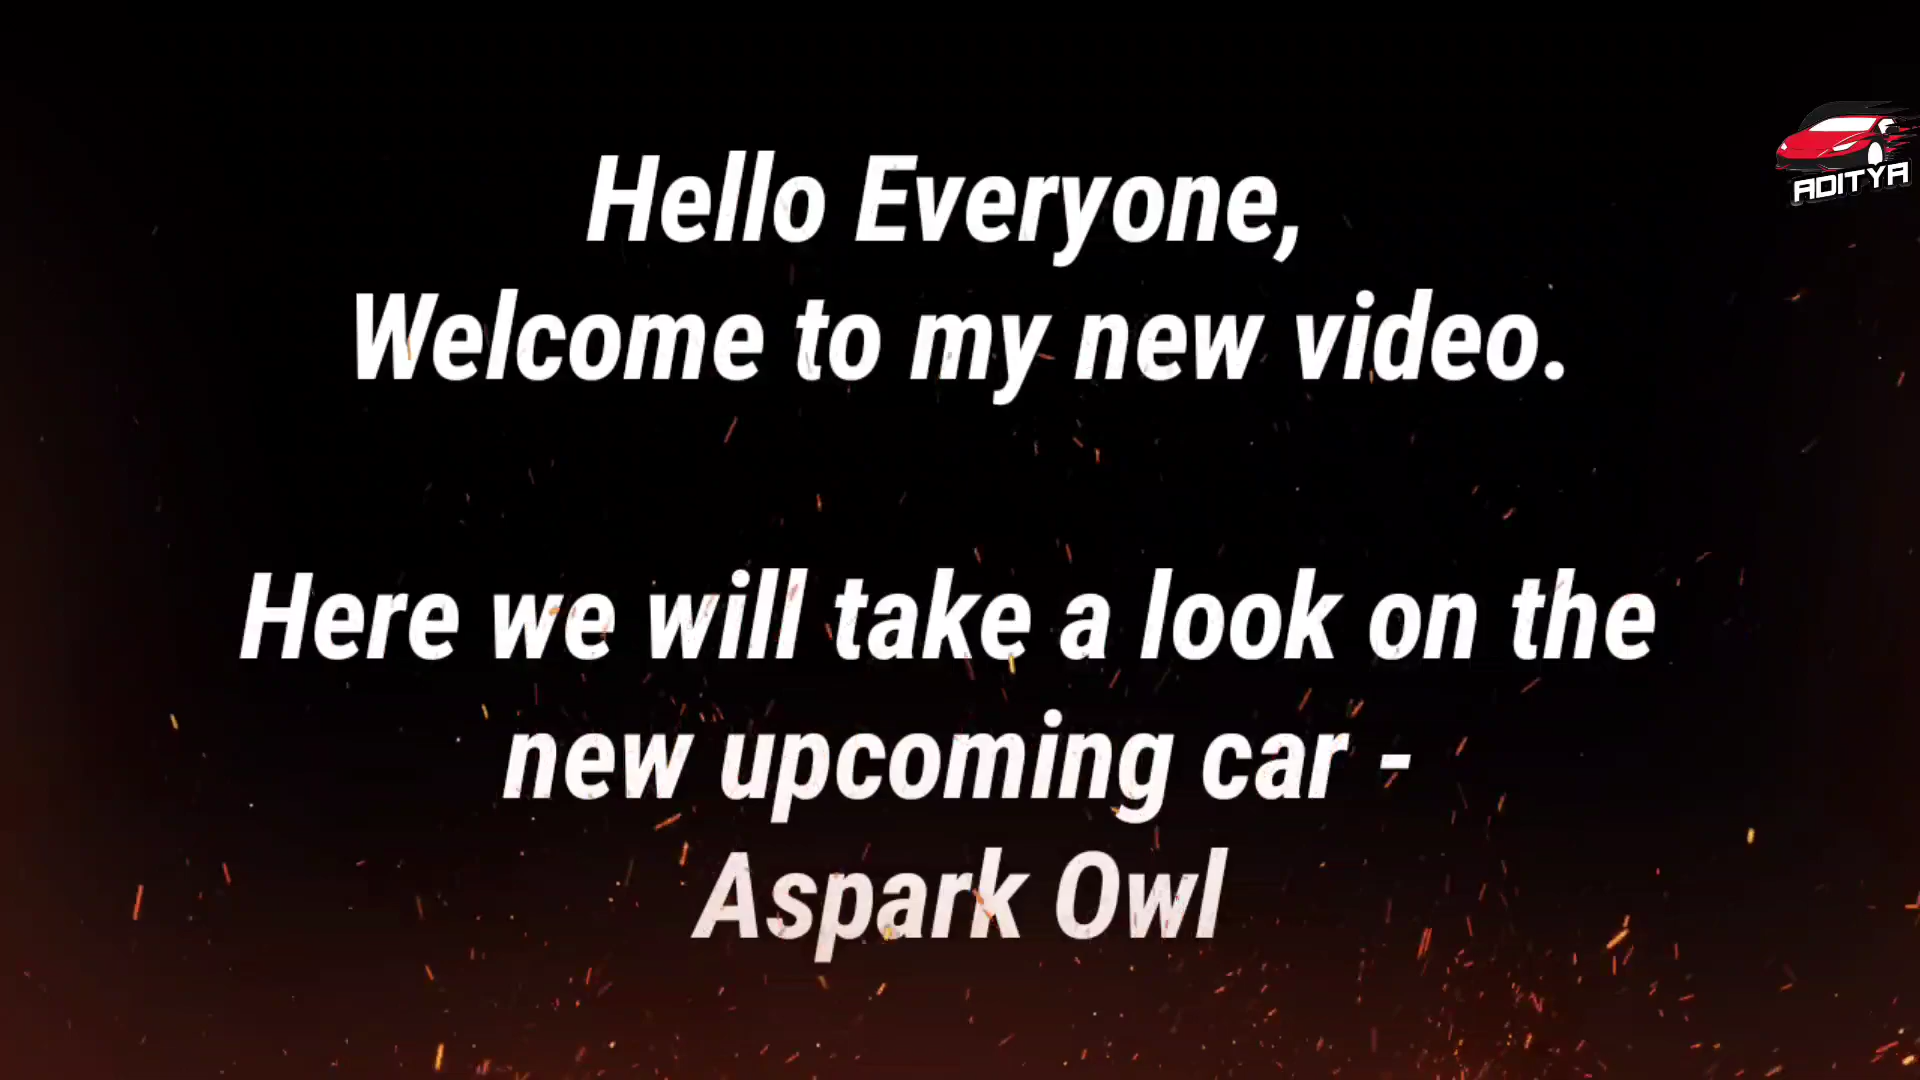 ADITYA
Hello Everyone,
Welcome to my new video.
Here we will take a look on the
new upcoming car -
Aspark Owl